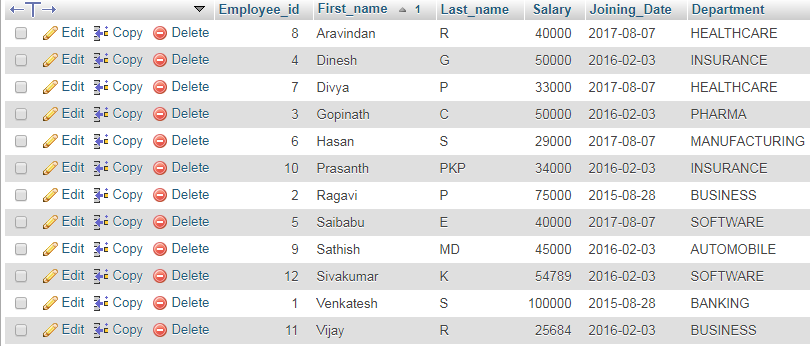 Employee_id First_name 1 Last_name Salary Joining_Date Department
Edit Copy Delete 8 Aravindan R 40000 2017-08-07 HEALTHCARE
Edit Copy Delete 4 Dinesh G 50000 2016-02-03 INSURANCE
Edit Copy Delete 7 Divya P 33000 2017-08-07 HEALTHCARE
Edit Copy Delete 3 Gopinath C 50000 2016-02-03 PHARMA
Edit Copy Delete 6 Hasan S 29000 2017-08-07 MANUFACTURING
Edit Copy Delete 10 Prasanth PKP 34000 2016-02-03 INSURANCE
Edit Copy Delete 2 Ragavi P 75000 2015-08-28 BUSINESS
Edit Copy Delete 5 Saibabu E 40000 2017-08-07 SOFTWARE
Edit Copy Delete 9 Sathish MD 45000 2016-02-03 AUTOMOBILE
Edit Copy Delete 12 Sivakumar K 54789 2016-02-03 SOFTWARE
Edit Copy Delete 1 Venkatesh S 100000 2015-08-28 BANKING
Edit Copy Delete 11 Vijay R 25684 2016-02-03 BUSINESS